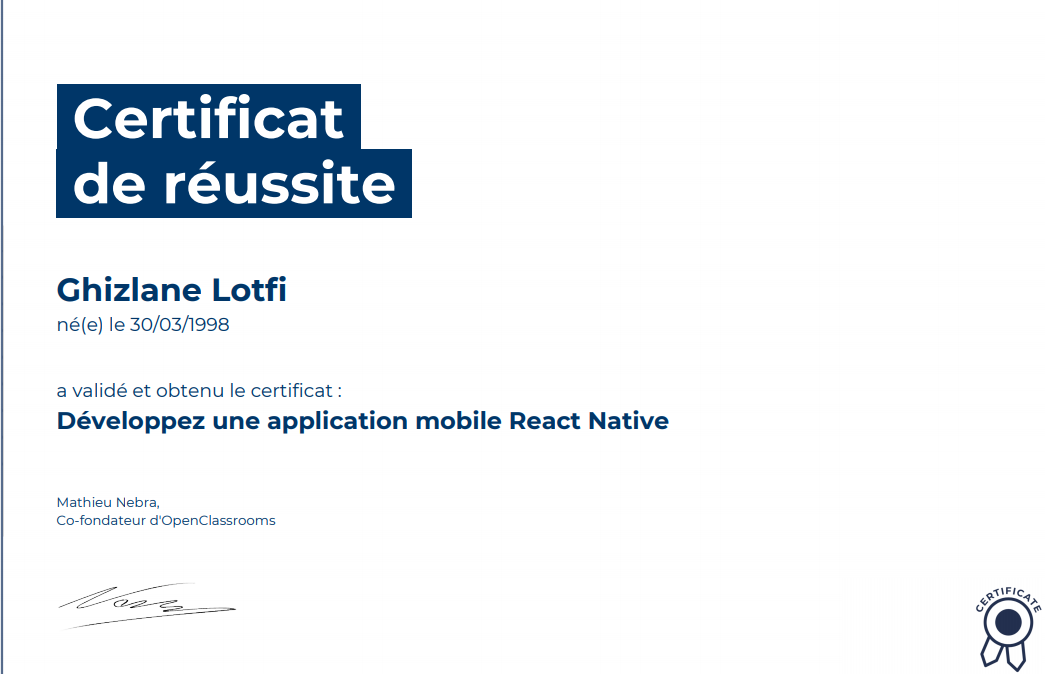 Certificat
de réussite
Ghizlane Lotfi
né(e) le 30/03/1998
a validé et obtenu le certificat :
Développez une application mobile React Native
Mathieu Nebra,
Co-fondateur d'OpenClassrooms
CERTIFICATE